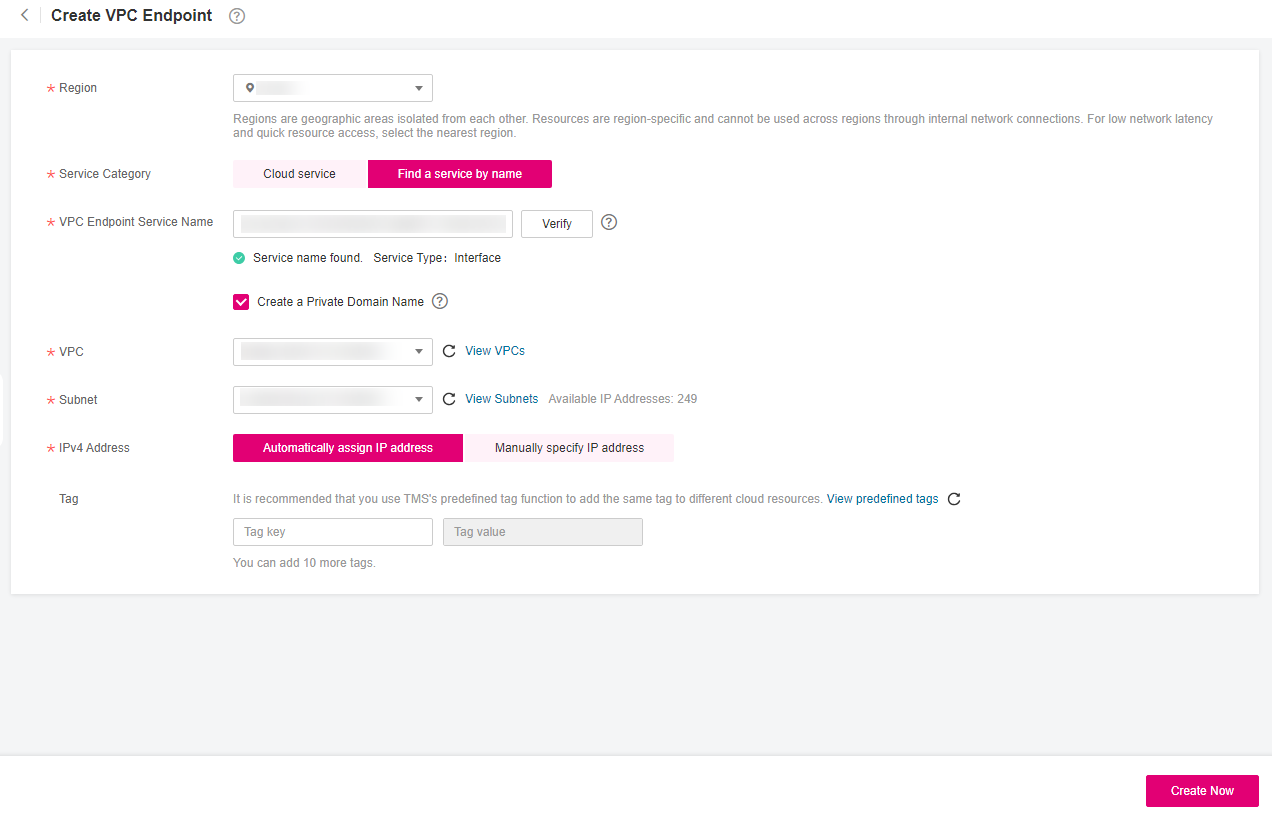 Create VPC Endpoint
Region
Regions are geographic areas isolated from each other. Resources are region-specific and cannot be used across regions through internal network connections. For low network latency
and quick resource access, select the nearest region.
Service Category
Cloud service
Find a service by name
VPC Endpoint Service Name
Verify
Service name found. Service Type: Interface
Create a Private Domain Name
VPC
View VPCs
Subnet
View Subnets
Available IP Addresses: 249
IPv4 Address
Automatically assign IP address
Manually specify IP address
Tag
It is recommended that you use TMS's predefined tag function to add the same tag to different cloud resources. View predefined tags
Tag key
Tag value
You can add 10 more tags.
Create Now